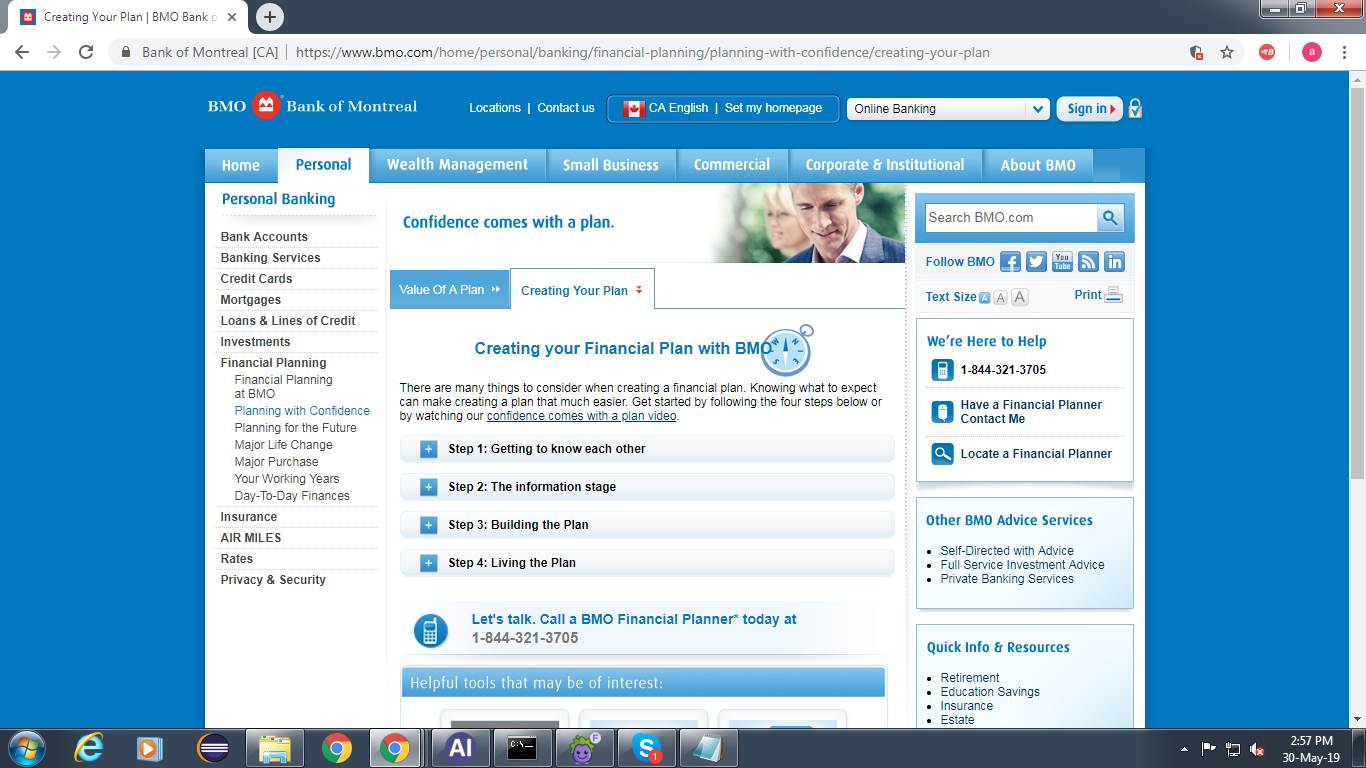 Creating Your Plan | BMO Bank o
Bank of Montreal [CA] | https://www.bmo.com/home/personal/banking/financial-planning/planning-with-confidence/creating-your-plan
a
BMO Bank of Montreal
Locations | Contact us
CA English | Set my homepage
Online Banking
Sign in
Home
Personal
Wealth Management
Small Business
Commercial
Corporate & Institutional
About BMO
Personal Banking
Bank Accounts
Banking Services
Credit Cards
Mortgages
Loans & Lines of Credit
Investments
Financial Planning
Financial Planning
at BMO
Planning with Confidence
Planning for the Future
Major Life Change
Major Purchase
Your Working Years
Day-To-Day Finances
Insurance
AIR MILES
Rates
Privacy & Security
Confidence comes with a plan.
Value Of A Plan
Creating Your Plan
Creating your Financial Plan with BMO
N
E
S
W
There are many things to consider when creating a financial plan. Knowing what to expect
can make creating a plan that much easier. Get started by following the four steps below or
by watching our confidence comes with a plan video.
+ Step 1: Getting to know each other
+ Step 2: The information stage
+ Step 3: Building the Plan
+ Step 4: Living the Plan
Let's talk. Call a BMO Financial Planner* today at
1-844-321-3705
Helpful tools that may be of interest:
Search BMO.com
Follow BMO
f
You
Tube
in
Text Size A A A
Print
We're Here to Help
1-844-321-3705
Have a Financial Planner
Contact Me
Locate a Financial Planner
Other BMO Advice Services
Self-Directed with Advice
Full Service Investment Advice
Private Banking Services
Quick Info & Resources
Retirement
Education Savings
Insurance
Estate
AI
C:\
F
S
1
2:57 PM
30-May-19